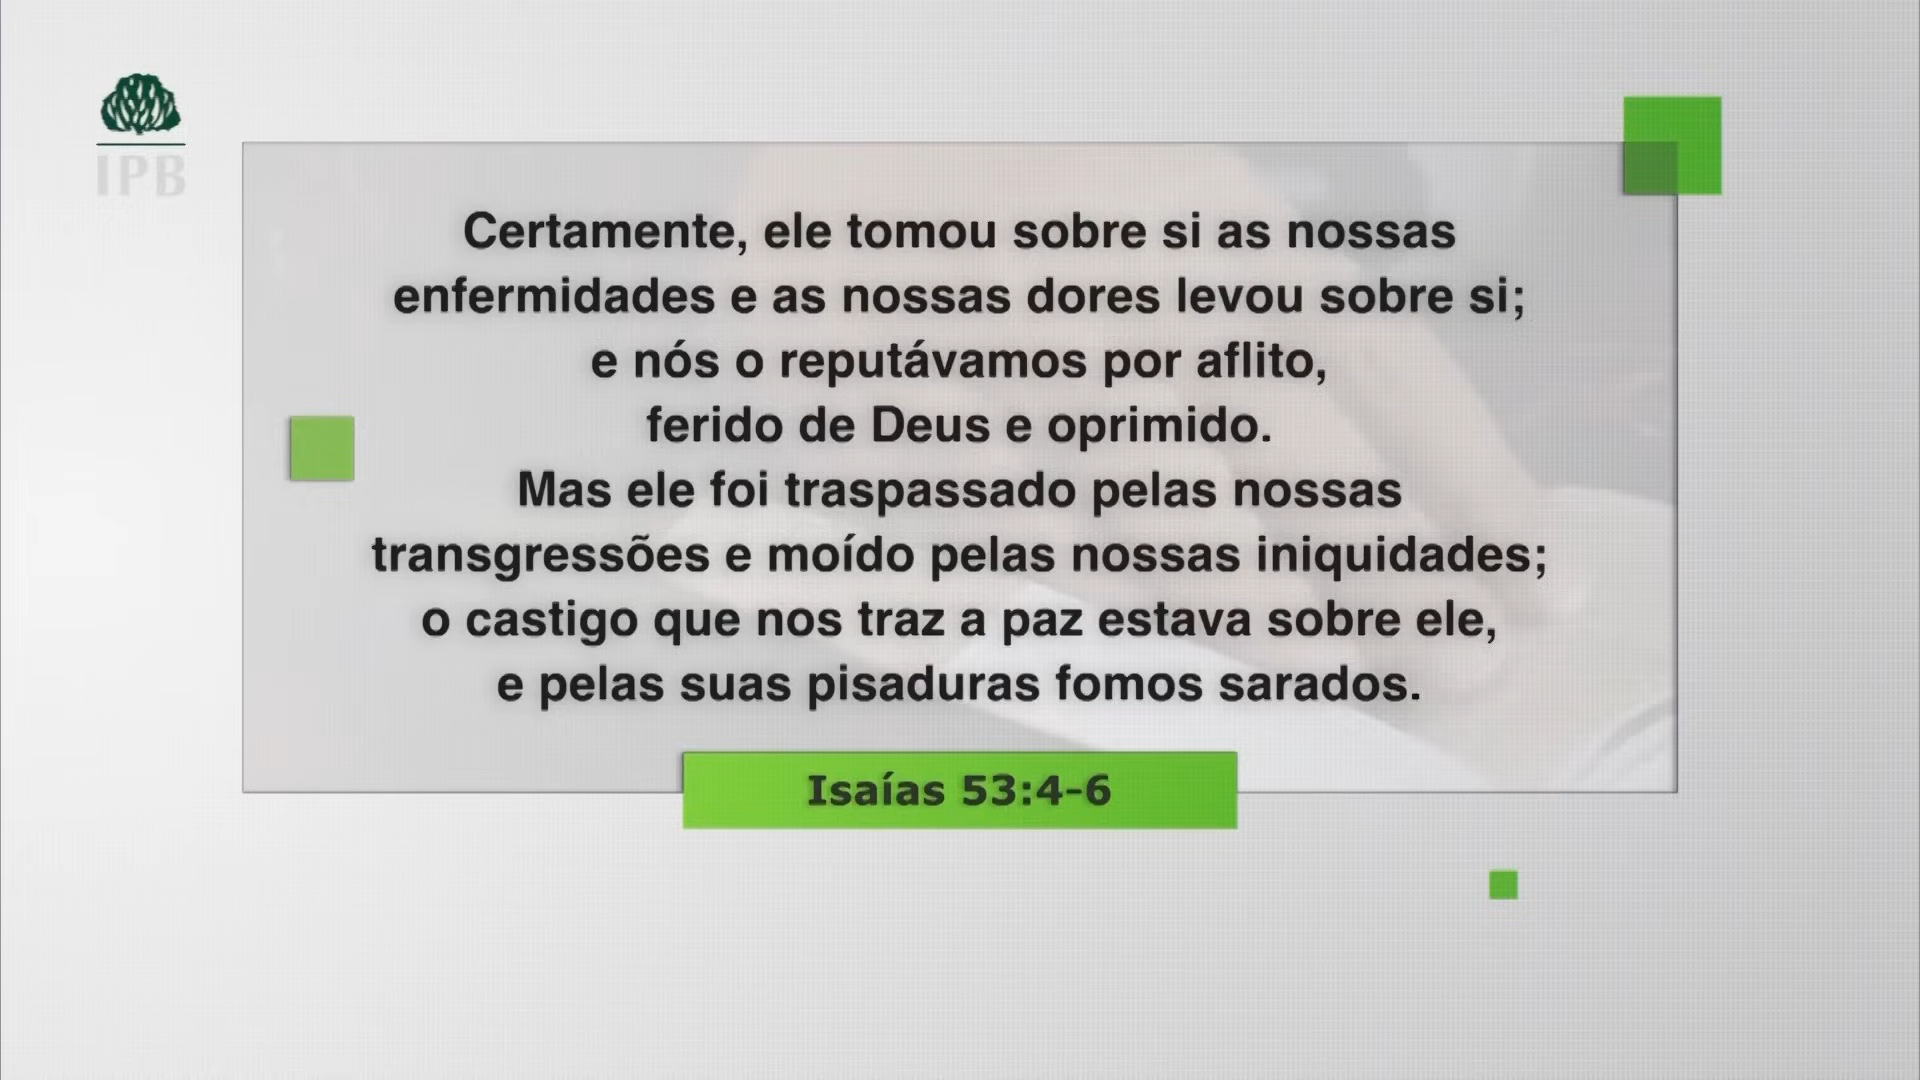 IPB
Certamente, ele tomou sobre si as nossas
enfermidades e as nossas dores levou sobre si;
e nós o reputávamos por aflito,
ferido de Deus e oprimido.
Mas ele foi traspassado pelas nossas
transgressões e moído pelas nossas iniquidades;
o castigo que nos traz a paz estava sobre ele,
e pelas suas pisaduras fomos sarados.
Isaías 53:4-6